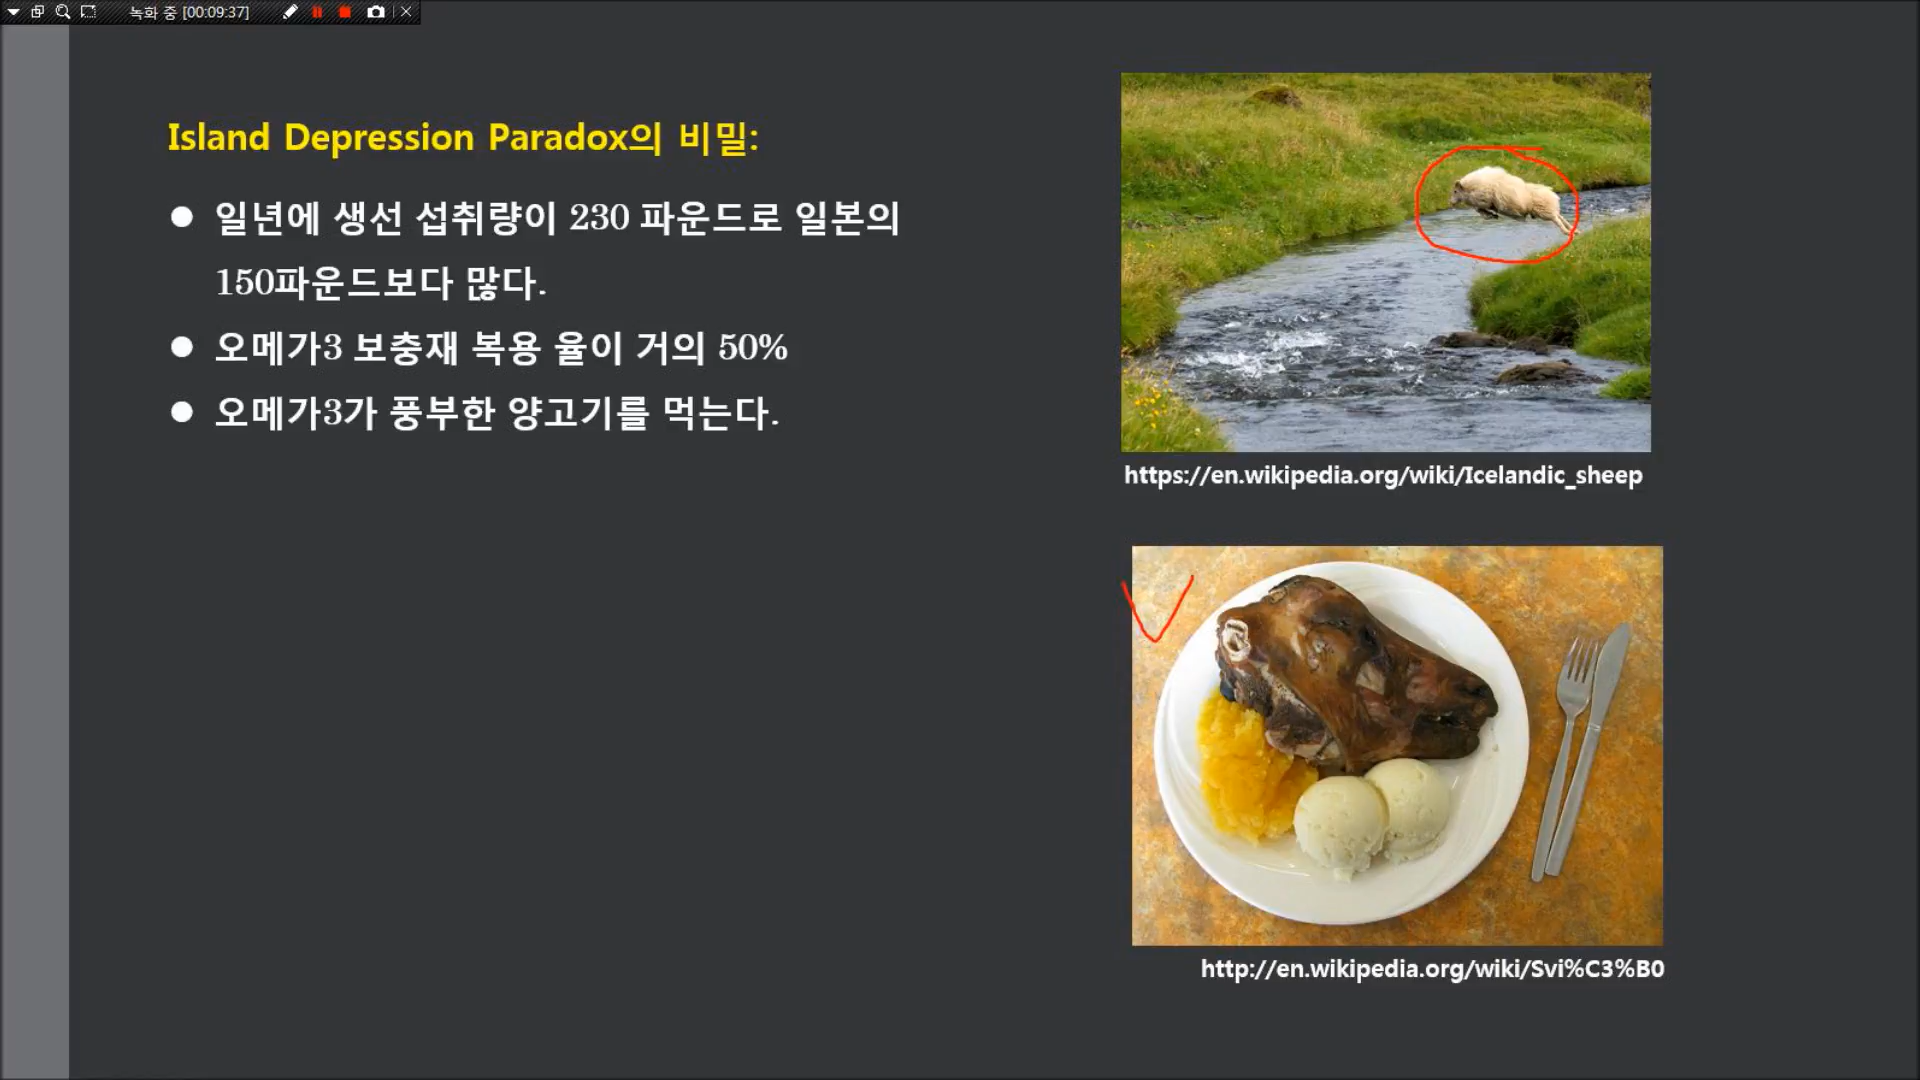 녹화 중 [00:09:37]
Island Depression Paradox의 비밀:
● 일년에 생선 섭취량이 230 파운드로 일본의
150파운드보다 많다.
● 오메가3 보충재 복용 율이 거의 50%
● 오메가3가 풍부한 양고기를 먹는다.
https://en.wikipedia.org/wiki/Icelandic_sheep
http://en.wikipedia.org/wiki/Svi%C3%B0